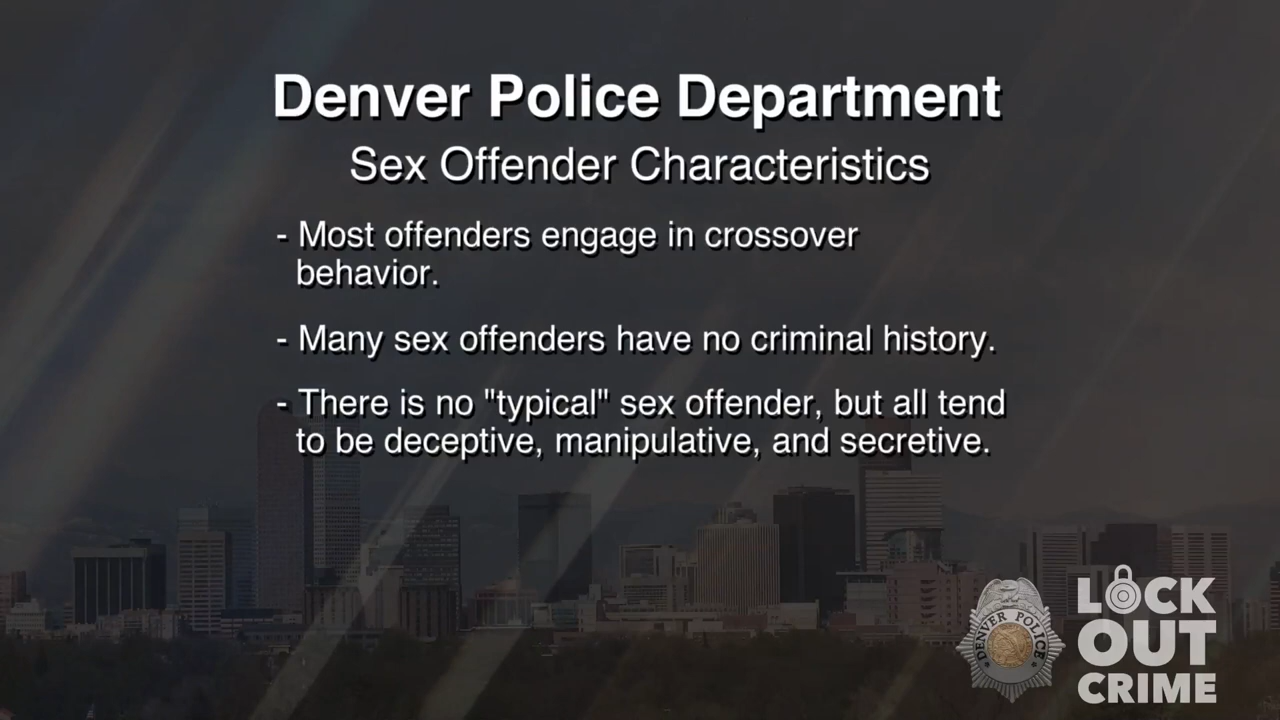 Denver Police Department
Sex Offender Characteristics
- Most offenders engage in crossover
behavior.
- Many sex offenders have no criminal history.
- There is no "typical" sex offender, but all tend
to be deceptive, manipulative, and secretive.
DENVER POLICE
LOCK
OUT
CRIME